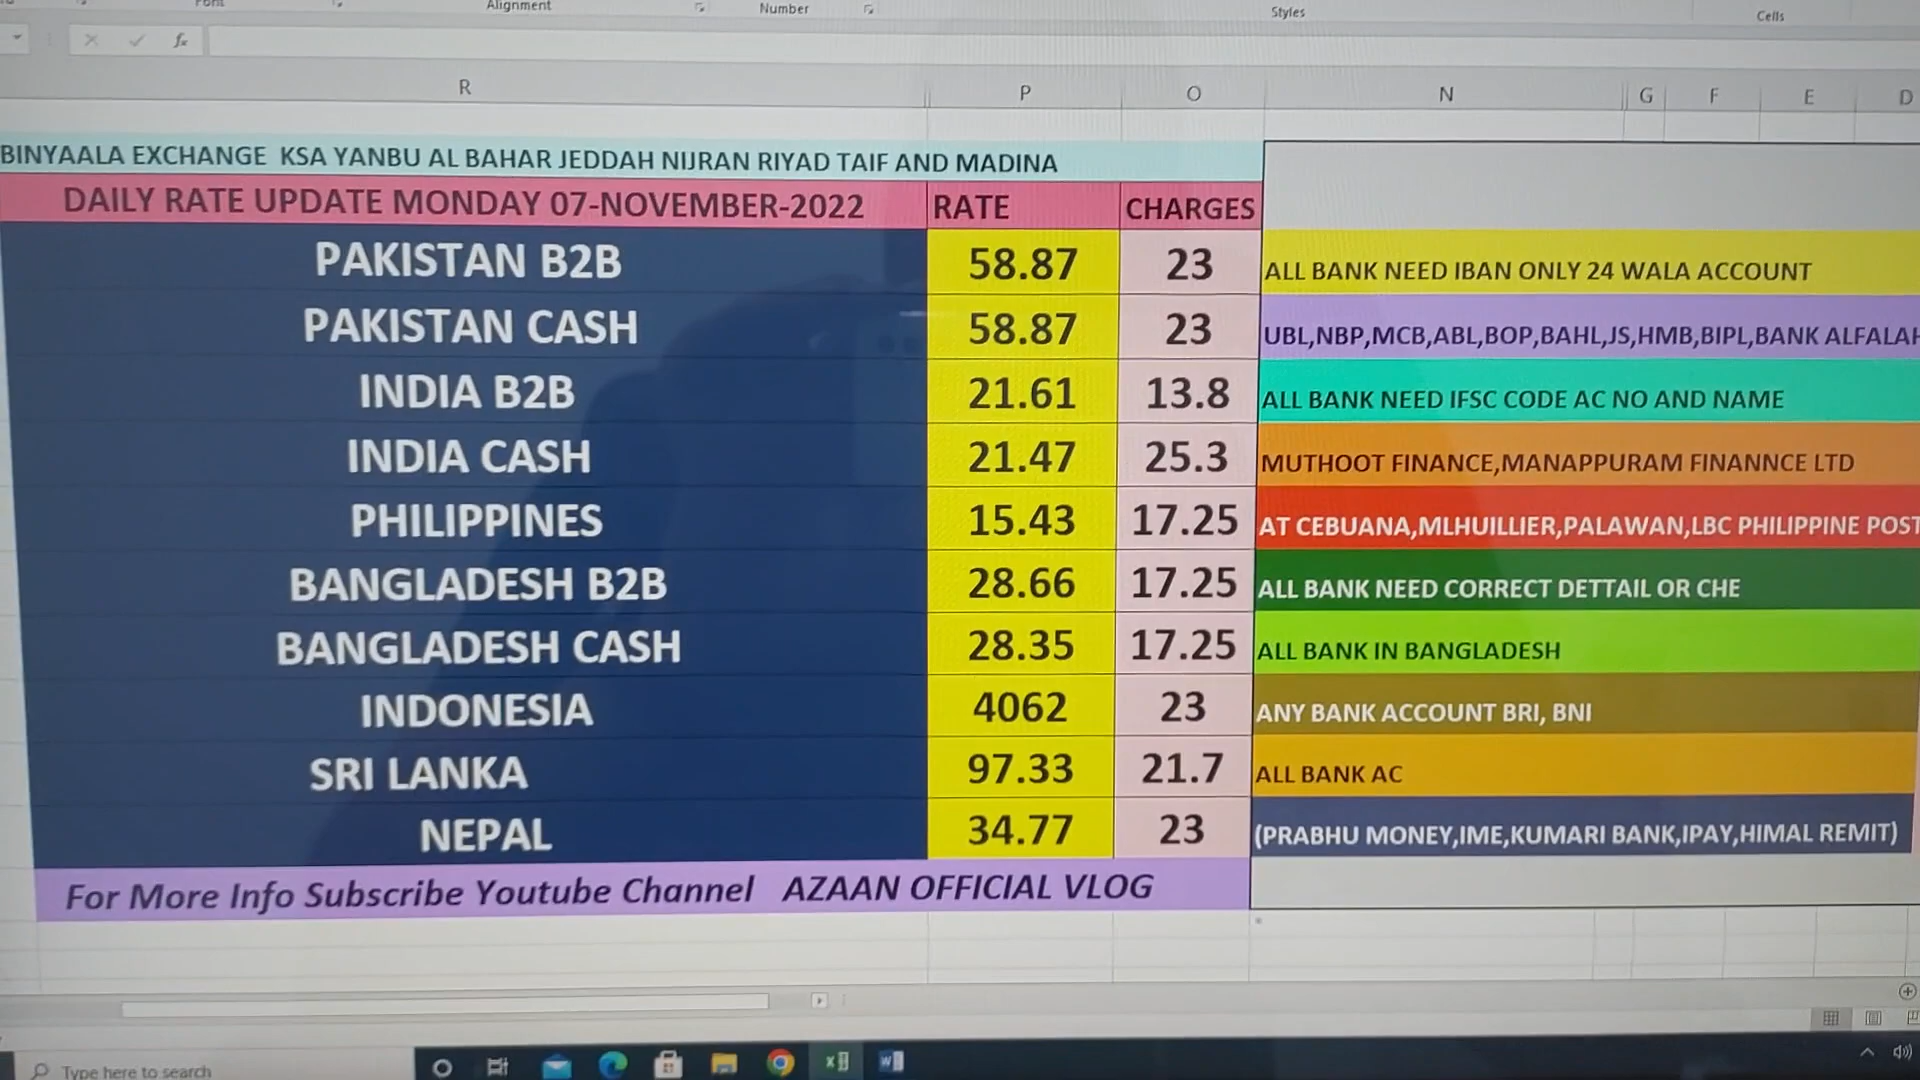 Alignment
Number
Styles
Cells
fx
R P O N G F E D
BINYAALA EXCHANGE KSA YANBU AL BAHAR JEDDAH NIJRAN RIYAD TAIF AND MADINA
DAILY RATE UPDATE MONDAY 07-NOVEMBER-2022 RATE CHARGES
PAKISTAN B2B 58.87 23 ALL BANK NEED IBAN ONLY 24 WALA ACCOUNT
PAKISTAN CASH 58.87 23 UBL,NBP,MCB,ABL,BOP,BAHL,JS,HMB,BIPL,BANK ALFALAH
INDIA B2B 21.61 13.8 ALL BANK NEED IFSC CODE AC NO AND NAME
INDIA CASH 21.47 25.3 MUTHOOT FINANCE,MANAPPURAM FINANNCE LTD
PHILIPPINES 15.43 17.25 AT CEBUANA,MLHUILLIER,PALAWAN,LBC PHILIPPINE POST
BANGLADESH B2B 28.66 17.25 ALL BANK NEED CORRECT DETTAIL OR CHE
BANGLADESH CASH 28.35 17.25 ALL BANK IN BANGLADESH
INDONESIA 4062 23 ANY BANK ACCOUNT BRI, BNI
SRI LANKA 97.33 21.7 ALL BANK AC
NEPAL 34.77 23 (PRABHU MONEY,IME,KUMARI BANK,IPAY,HIMAL REMIT)
For More Info Subscribe Youtube Channel AZAAN OFFICIAL VLOG
Type here to search